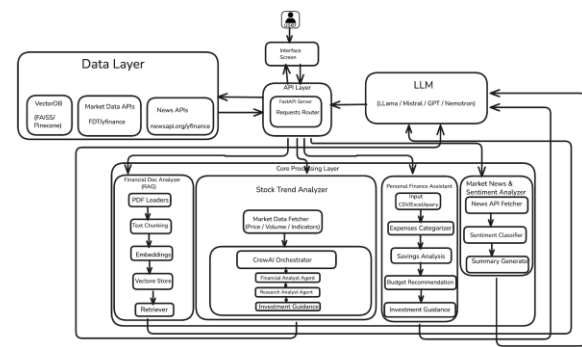 Interface
Screen
Data Layer
VectorDB
(FAISS/
Pinecone)
Market Data APIs
FDT/yfinance
News APIs
newsapi.org/yfinance
API Layer
FastAPI Server
Requests Router
LLM
(LLama / Mistral / GPT / Nemotron)
Core Processing Layer
Financial Doc Analyzer
(RAG)
PDF Loaders
Text Chunking
Embeddings
Vectore Store
Retriever
Stock Trend Analyzer
Market Data Fetcher
(Price / Volume / Indicators)
CrewAI Orchestrator
Financial Analyst Agent
Research Analyst Agent
Investment Guidance
Personal Finance Assistant
Input
CSV/Excel/query
Expenses Categorizer
Savings Analysis
Budget Recommendation
Investment Guidance
Market News &
Sentiment Analyzer
News API Fetcher
Sentiment Classifier
Summary Generator